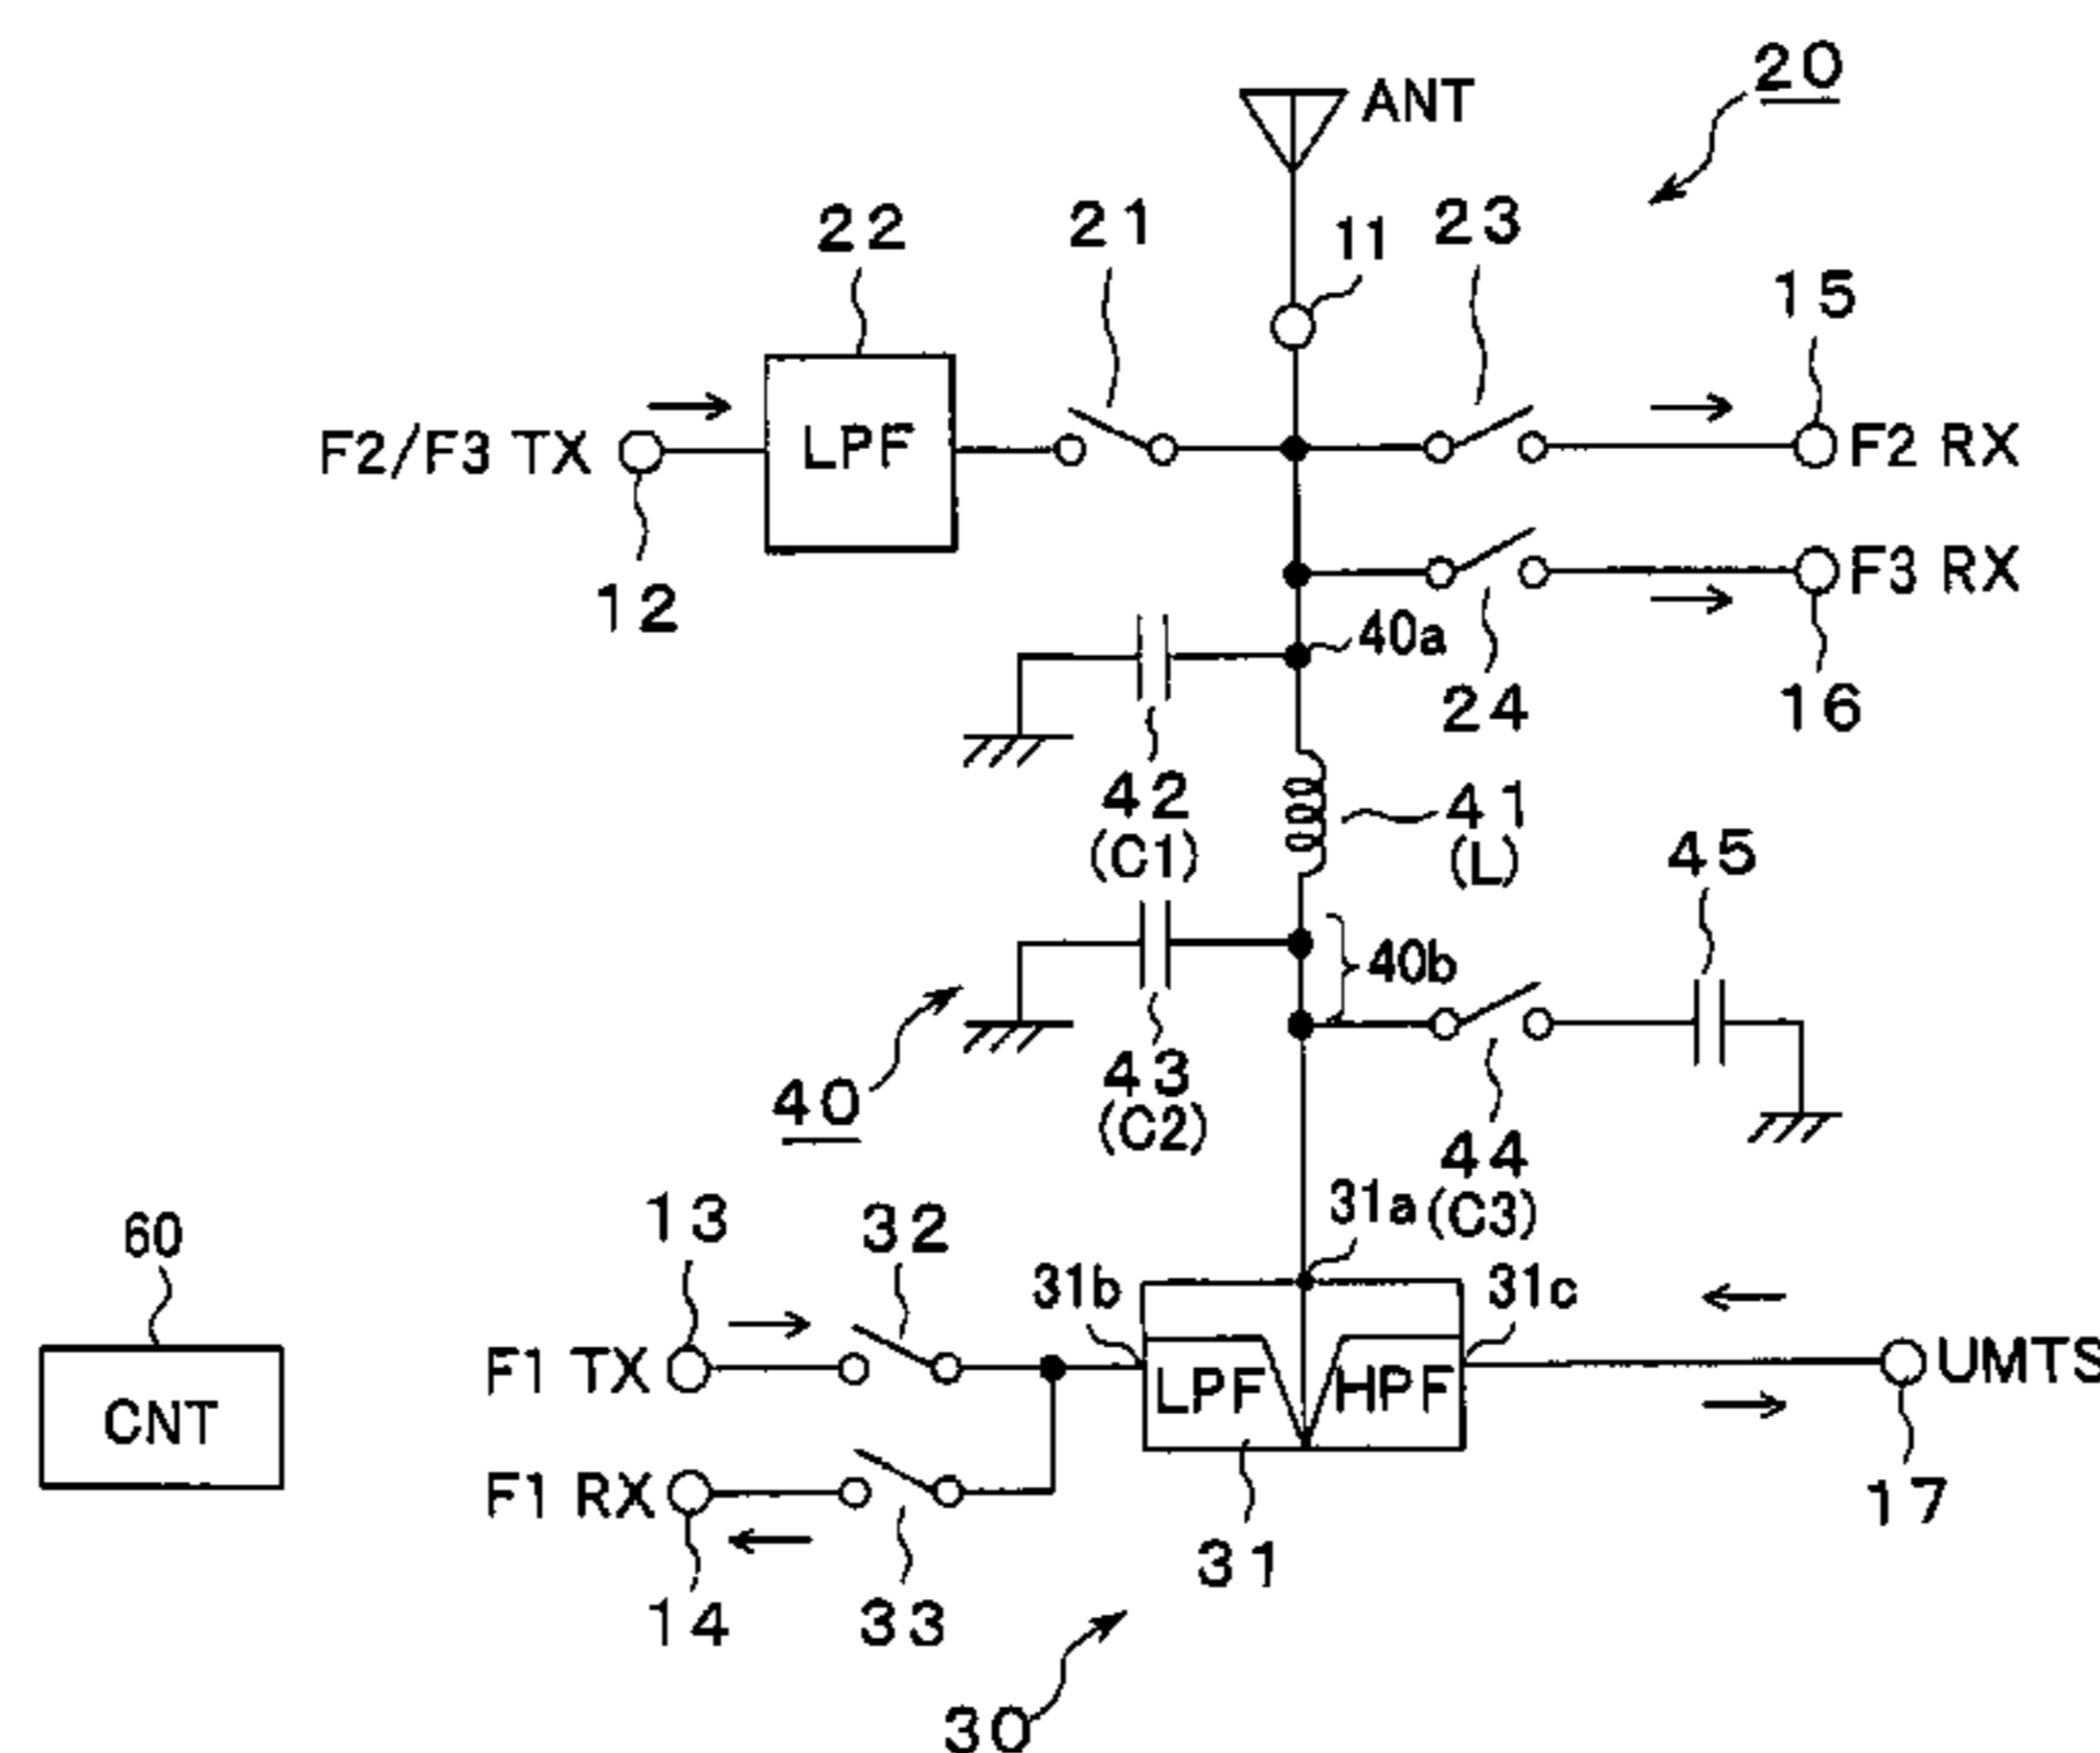 20
ANT
22
21
11
23
15
LPF
F2/F3 TX
F2 RX
12
F3 RX
40a
24
16
42
(C1)
41
(L)
45
40b
40
43
(C2)
44
(C3)
31a
60
13
32
31b
31c
F1 TX
LPF
HPF
UMTS
CNT
F1 RX
17
14
33
31
30